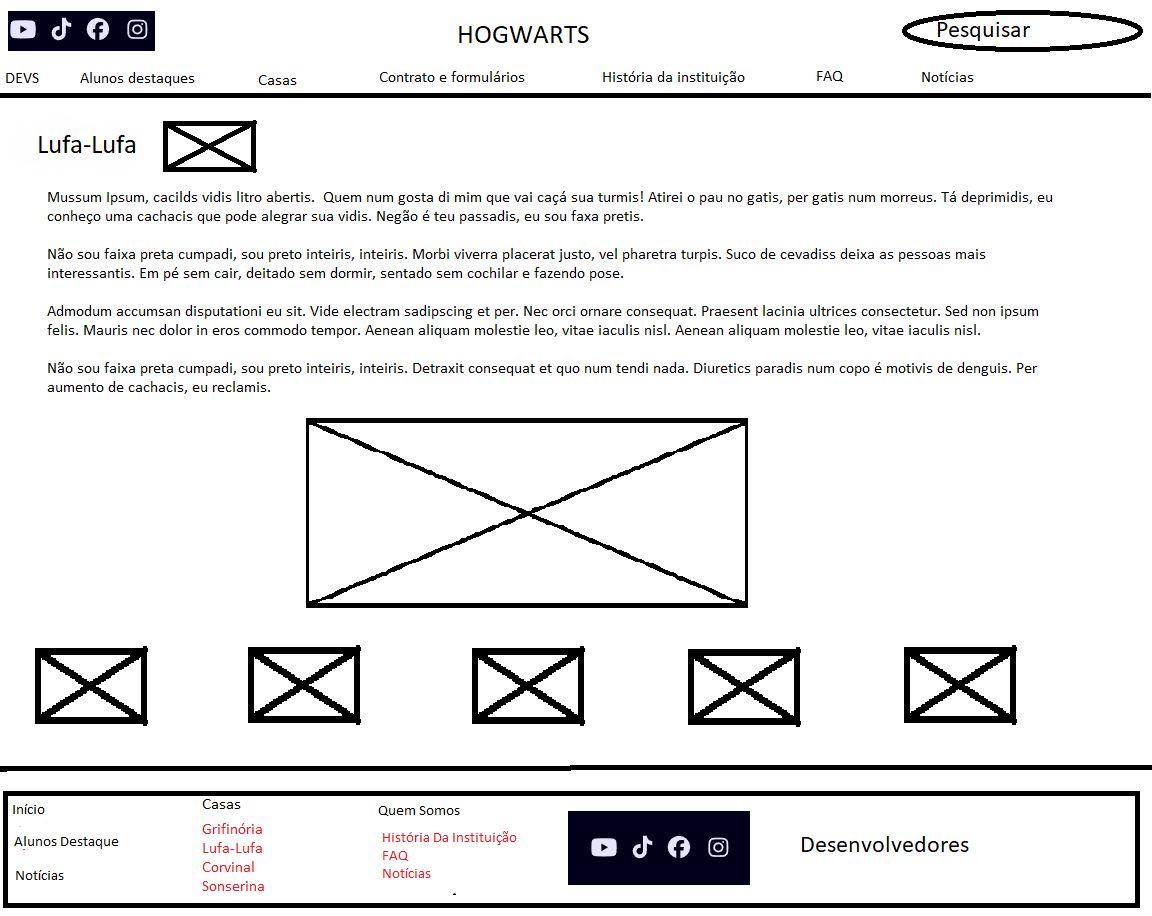 HOGWARTS
Pesquisar
DEVS
Alunos destaques
Casas
Contrato e formulários
História da instituição
FAQ
Notícias
Lufa-Lufa
Mussum Ipsum, cacilds vidis litro abertis.  Quem num gosta di mim que vai caçá sua turmis! Atirei o pau no gatis, per gatis num morreus. Tá deprimidis, eu
conheço uma cachacis que pode alegrar sua vidis. Negão é teu passadis, eu sou faxa pretis.
Não sou faixa preta cumpadi, sou preto inteiris, inteiris. Morbi viverra placerat justo, vel pharetra turpis. Suco de cevadiss deixa as pessoas mais
interessantis. Em pé sem cair, deitado sem dormir, sentado sem cochilar e fazendo pose.
Admodum accumsan disputationi eu sit. Vide electram sadipscing et per. Nec orci ornare consequat. Praesent lacinia ultrices consectetur. Sed non ipsum
felis. Mauris nec dolor in eros commodo tempor. Aenean aliquam molestie leo, vitae iaculis nisl. Aenean aliquam molestie leo, vitae iaculis nisl.
Não sou faixa preta cumpadi, sou preto inteiris, inteiris. Detraxit consequat et quo num tendi nada. Diuretics paradis num copo é motivis de denguis. Per
aumento de cachacis, eu reclamis.
Início
Alunos Destaque
Notícias
Casas
Grifinória
Lufa-Lufa
Corvinal
Sonserina
Quem Somos
História Da Instituição
FAQ
Notícias
Desenvolvedores